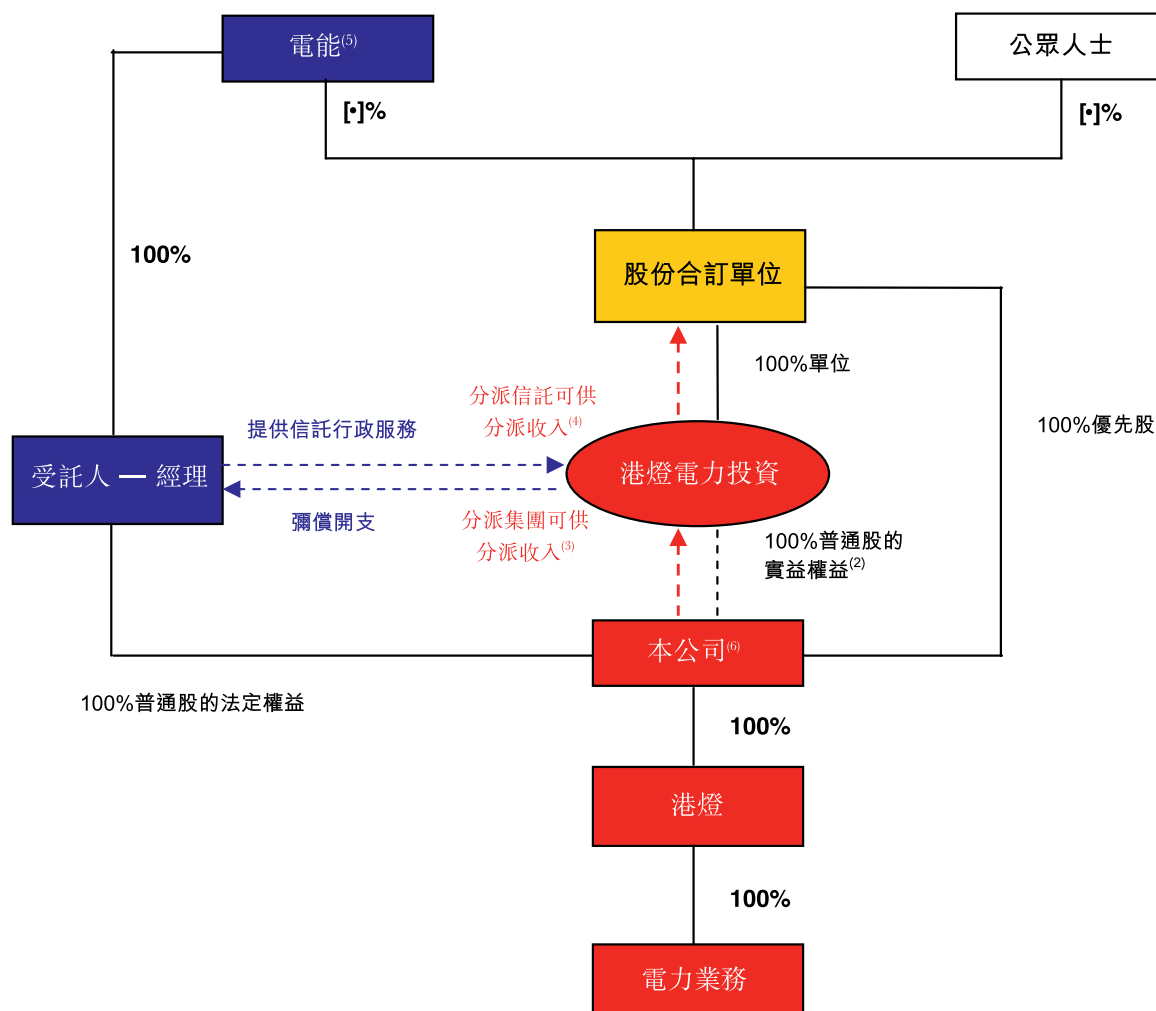 電能(5)
公眾人士
[•]%
[•]%
100%
股份合訂單位
100%單位
分派信託可供
分派收入(4)
100%優先股
提供信託行政服務
受託人 — 經理
港燈電力投資
彌償開支
分派集團可供
分派收入(3)
100%普通股的
實益權益(2)
本公司(6)
100%普通股的法定權益
100%
港燈
100%
電力業務